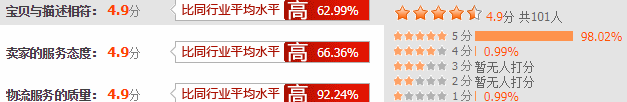 宝贝与描述相符: 4.9分 比同行业平均水平 高 62.99%
卖家的服务态度: 4.9分 比同行业平均水平 高 66.36%
物流服务的质量: 4.9分 比同行业平均水平 高 92.24%
4.9分 共101人
5分 98.02%
4分 0.99%
3分 暂无人打分
2分 暂无人打分
1分 0.99%